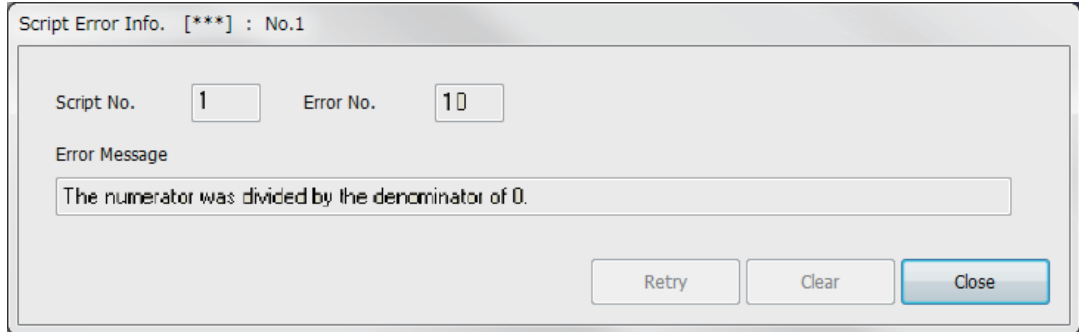 Script Error Info. [***] : No.1
Script No. 1 Error No. 10
Error Message
The numerator was divided by the denominator of 0.
Retry Clear Close